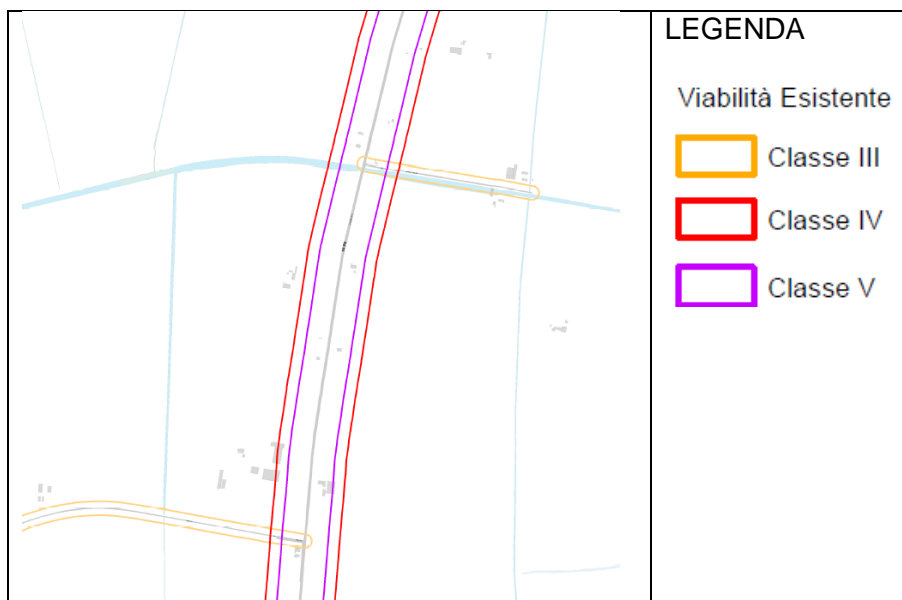 LEGENDA
Viabilità Esistente
Classe III
Classe IV
Classe V